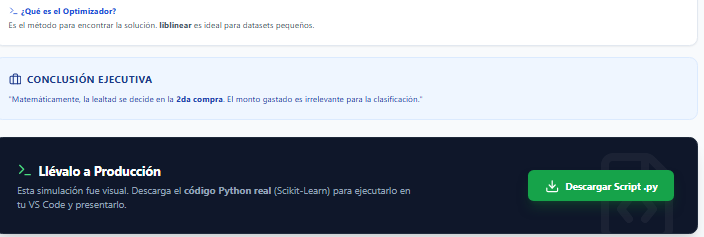 ¿Qué es el Optimizador?
Es el método para encontrar la solución. liblinear es ideal para datasets pequeños.
CONCLUSIÓN EJECUTIVA
"Matemáticamente, la lealtad se decide en la 2da compra. El monto gastado es irrelevante para la clasificación."
Llévalo a Producción
Esta simulación fue visual. Descarga el código Python real (Scikit-Learn) para ejecutarlo en
tu VS Code y presentarlo.
Descargar Script .py